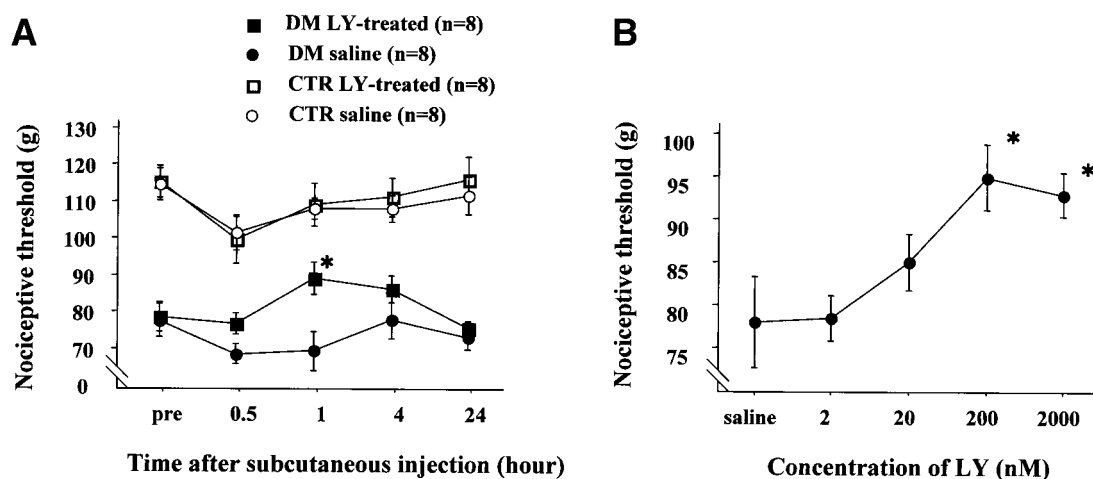 A
DM LY-treated (n=8)
DM saline (n=8)
CTR LY-treated (n=8)
CTR saline (n=8)
Nociceptive threshold (g)
130
120
110
100
90
80
70
0
*
pre 0.5 1 4 24
Time after subcutaneous injection (hour)
B
Nociceptive threshold (g)
100
95
90
85
80
75
*
*
saline 2 20 200 2000
Concentration of LY (nM)